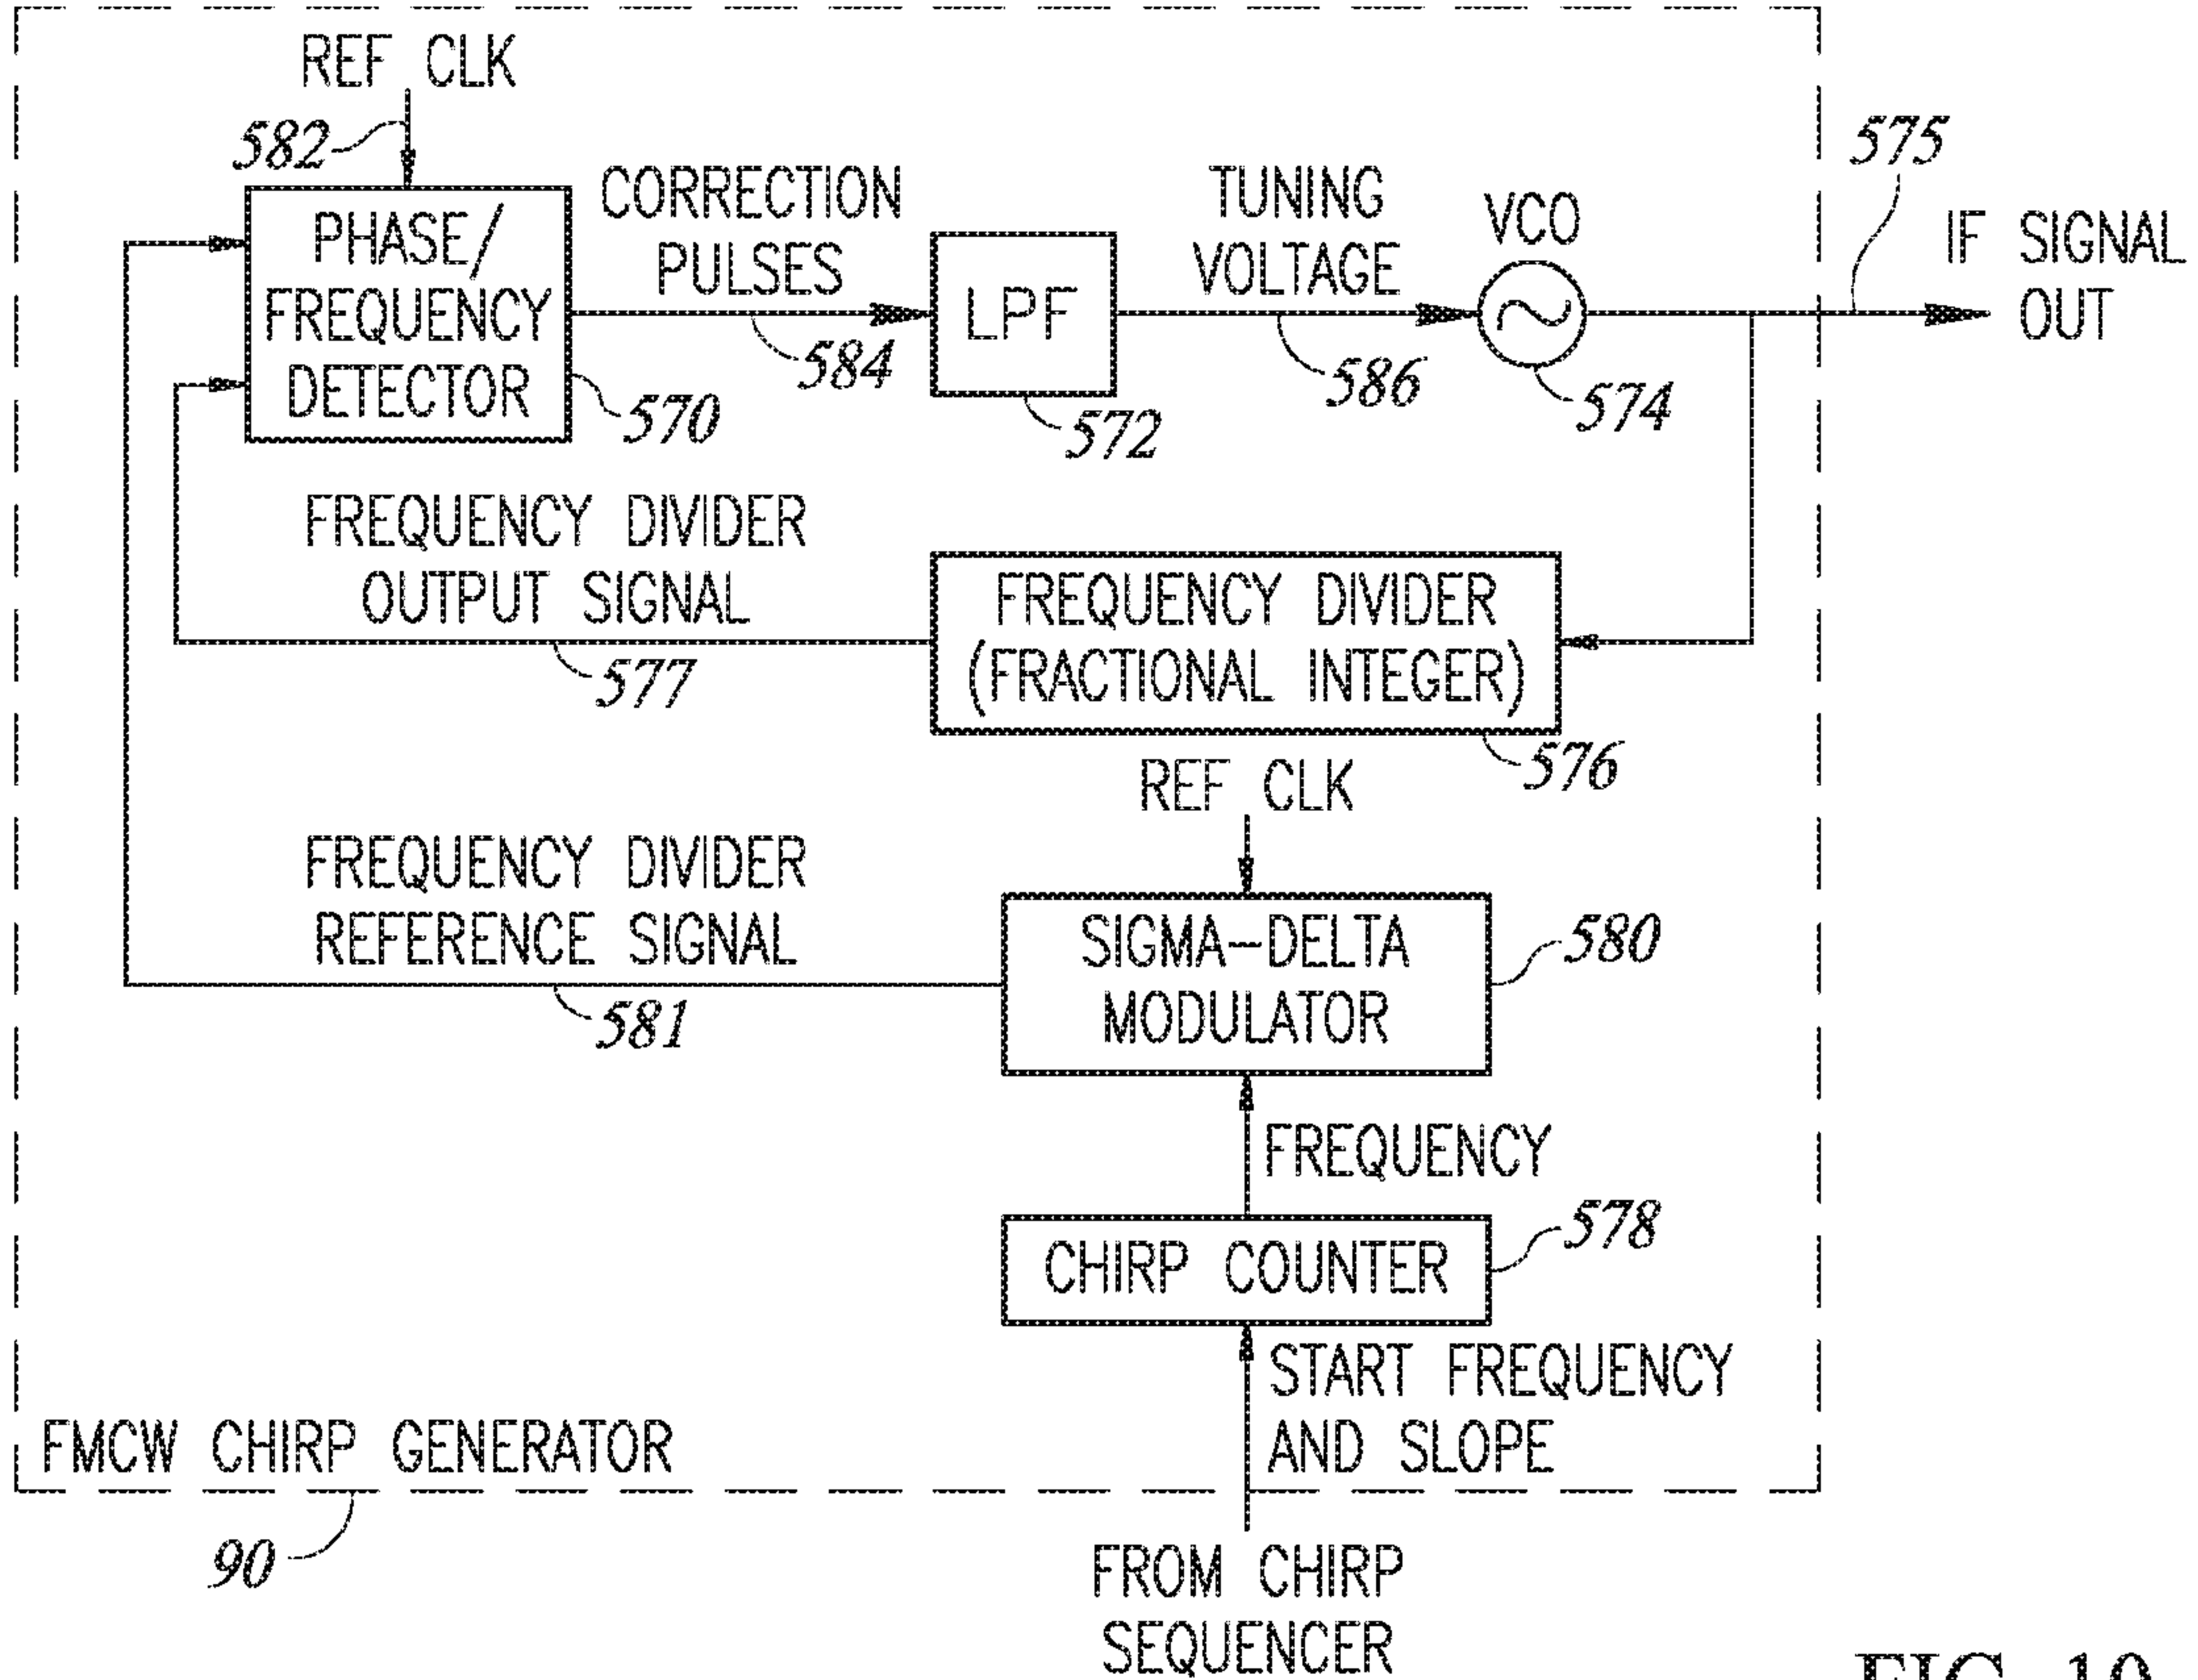 REF CLK
582
PHASE/
FREQUENCY
DETECTOR
570
CORRECTION
PULSES
584
LPF
572
TUNING
VOLTAGE
586
VCO
574
575
IF SIGNAL
OUT
FREQUENCY DIVIDER
OUTPUT SIGNAL
577
FREQUENCY DIVIDER
(FRACTIONAL INTEGER)
576
REF CLK
FREQUENCY DIVIDER
REFERENCE SIGNAL
581
SIGMA-DELTA
MODULATOR
580
FREQUENCY
CHIRP COUNTER
578
START FREQUENCY
AND SLOPE
FMCW CHIRP GENERATOR
90
FROM CHIRP
SEQUENCER
FIG. 10